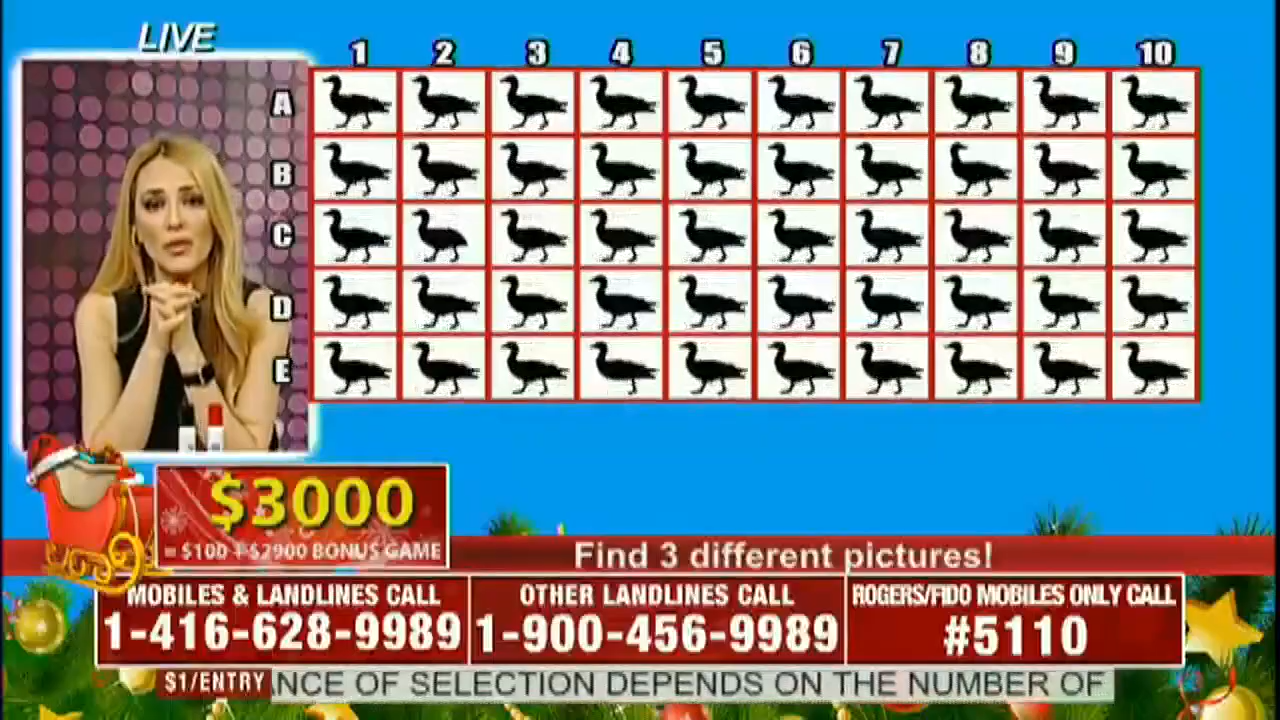 LIVE
1 2 3 4 5 6 7 8 9 10
A
B
C
D
E
$3000
= $100 + $2900 BONUS GAME
Find 3 different pictures!
MOBILES & LANDLINES CALL
1-416-628-9989
OTHER LANDLINES CALL
1-900-456-9989
ROGERS/FIDO MOBILES ONLY CALL
#5110
$1/ENTRY
NCE OF SELECTION DEPENDS ON THE NUMBER OF